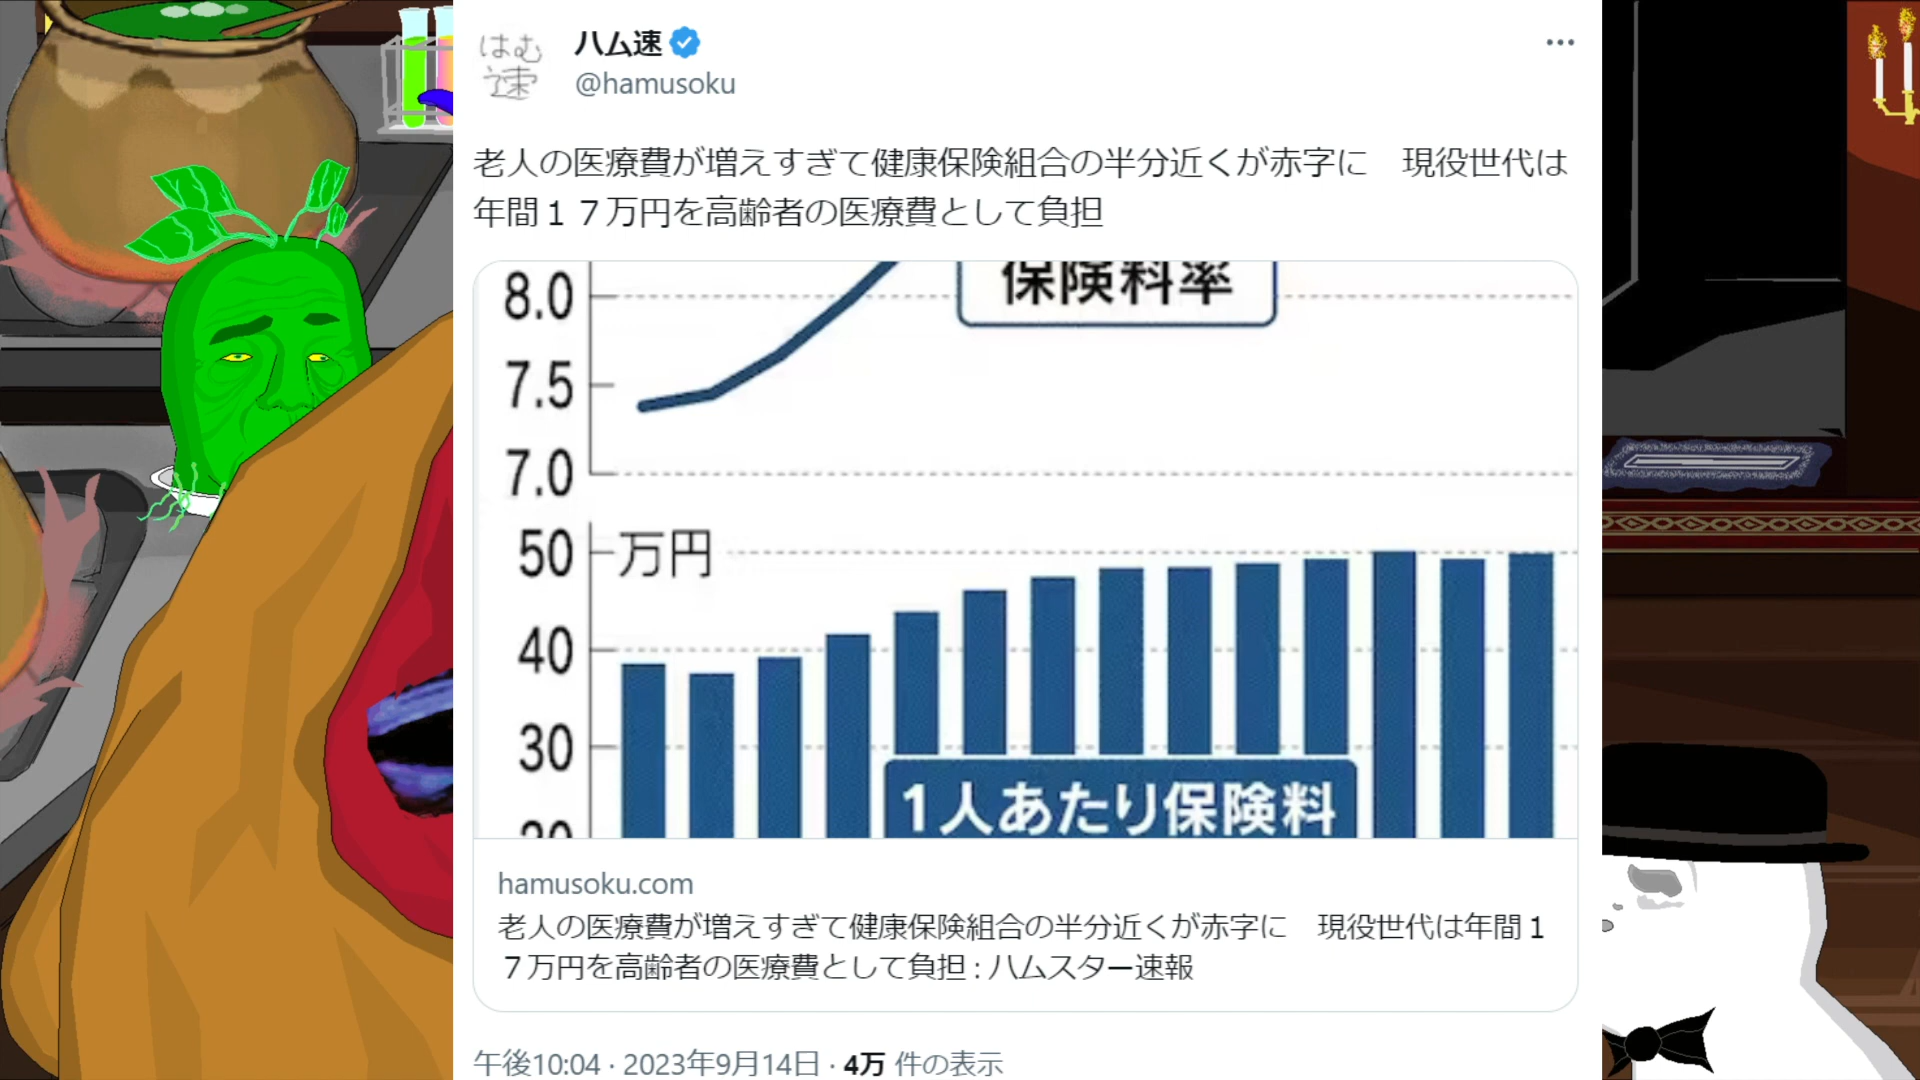 はむ
速
ハム速
@hamusoku
老人の医療費が増えすぎて健康保険組合の半分近くが赤字に　現役世代は
年間１７万円を高齢者の医療費として負担
8.0
保険料率
7.5
7.0
50
万円
40
30
20
1人あたり保険料
hamusoku.com
老人の医療費が増えすぎて健康保険組合の半分近くが赤字に　現役世代は年間１
７万円を高齢者の医療費として負担 : ハムスター速報
午後10:04 · 2023年9月14日 · 4万 件の表示